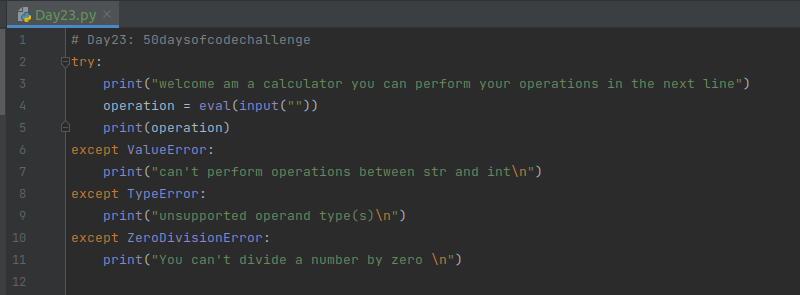 Day23.py
1 # Day23: 50daysofcodechallenge
2 try:
3 print("welcome am a calculator you can perform your operations in the next line")
4 operation = eval(input(""))
5 print(operation)
6 except ValueError:
7 print("can't perform operations between str and int\n")
8 except TypeError:
9 print("unsupported operand type(s)\n")
10 except ZeroDivisionError:
11 print("You can't divide a number by zero \n")
12